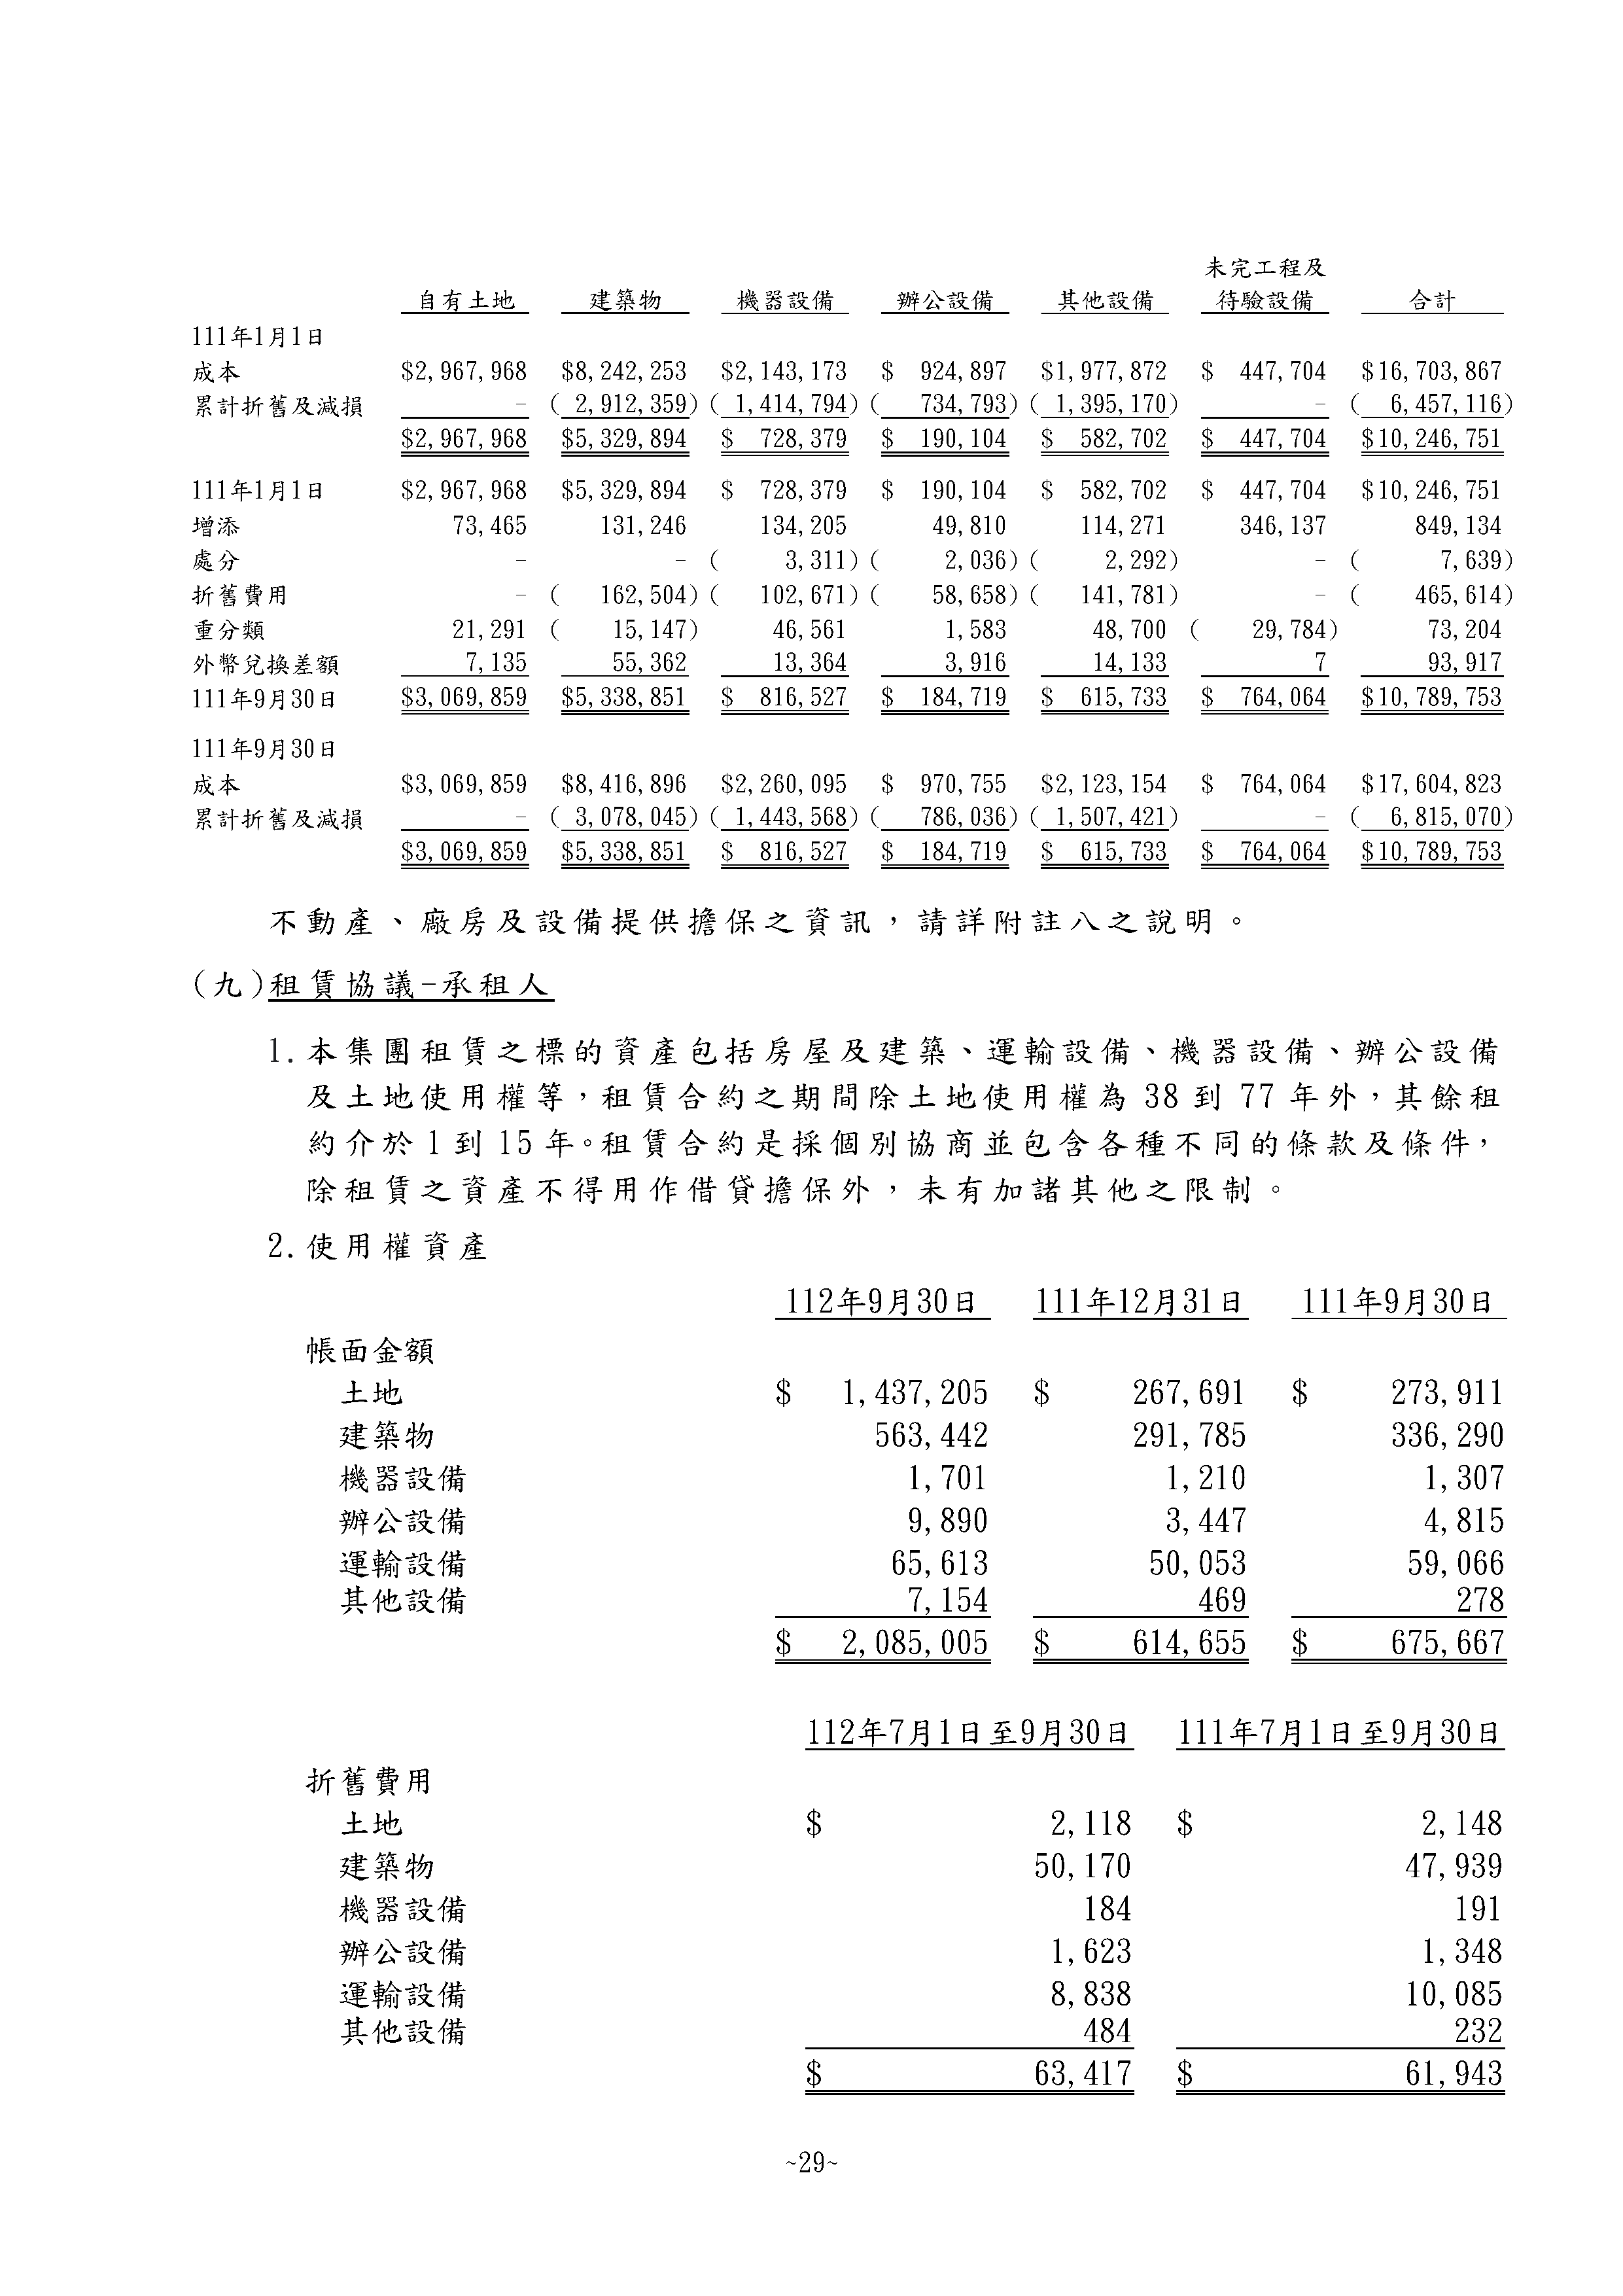 未完工程及
自有土地 建築物 機器設備 辦公設備 其他設備 待驗設備 合計
111年1月1日
成本 $2,967,968 $8,242,253 $2,143,173 $ 924,897 $1,977,872 $ 447,704 $16,703,867
累計折舊及減損 - ( 2,912,359) ( 1,414,794) ( 734,793) ( 1,395,170) - ( 6,457,116)
$2,967,968 $5,329,894 $ 728,379 $ 190,104 $ 582,702 $ 447,704 $10,246,751
111年1月1日 $2,967,968 $5,329,894 $ 728,379 $ 190,104 $ 582,702 $ 447,704 $10,246,751
增添 73,465 131,246 134,205 49,810 114,271 346,137 849,134
處分 - - ( 3,311) ( 2,036) ( 2,292) - ( 7,639)
折舊費用 - ( 162,504) ( 102,671) ( 58,658) ( 141,781) - ( 465,614)
重分類 21,291 ( 15,147) 46,561 1,583 48,700 ( 29,784) 73,204
外幣兌換差額 7,135 55,362 13,364 3,916 14,133 7 93,917
111年9月30日 $3,069,859 $5,338,851 $ 816,527 $ 184,719 $ 615,733 $ 764,064 $10,789,753
111年9月30日
成本 $3,069,859 $8,416,896 $2,260,095 $ 970,755 $2,123,154 $ 764,064 $17,604,823
累計折舊及減損 - ( 3,078,045) ( 1,443,568) ( 786,036) ( 1,507,421) - ( 6,815,070)
$3,069,859 $5,338,851 $ 816,527 $ 184,719 $ 615,733 $ 764,064 $10,789,753
不動產、廠房及設備提供擔保之資訊，請詳附註八之說明。
(九)租賃協議-承租人
1.本集團租賃之標的資產包括房屋及建築、運輸設備、機器設備、辦公設備
及土地使用權等，租賃合約之期間除土地使用權為 38 到 77 年外，其餘租
約介於 1 到 15 年。租賃合約是採個別協商並包含各種不同的條款及條件，
除租賃之資產不得用作借貸擔保外，未有加諸其他之限制。
2.使用權資產
112年9月30日 111年12月31日 111年9月30日
帳面金額
土地 $ 1,437,205 $ 267,691 $ 273,911
建築物 563,442 291,785 336,290
機器設備 1,701 1,210 1,307
辦公設備 9,890 3,447 4,815
運輸設備 65,613 50,053 59,066
其他設備 7,154 469 278
$ 2,085,005 $ 614,655 $ 675,667
112年7月1日至9月30日 111年7月1日至9月30日
折舊費用
土地 $ 2,118 $ 2,148
建築物 50,170 47,939
機器設備 184 191
辦公設備 1,623 1,348
運輸設備 8,838 10,085
其他設備 484 232
$ 63,417 $ 61,943
~29~